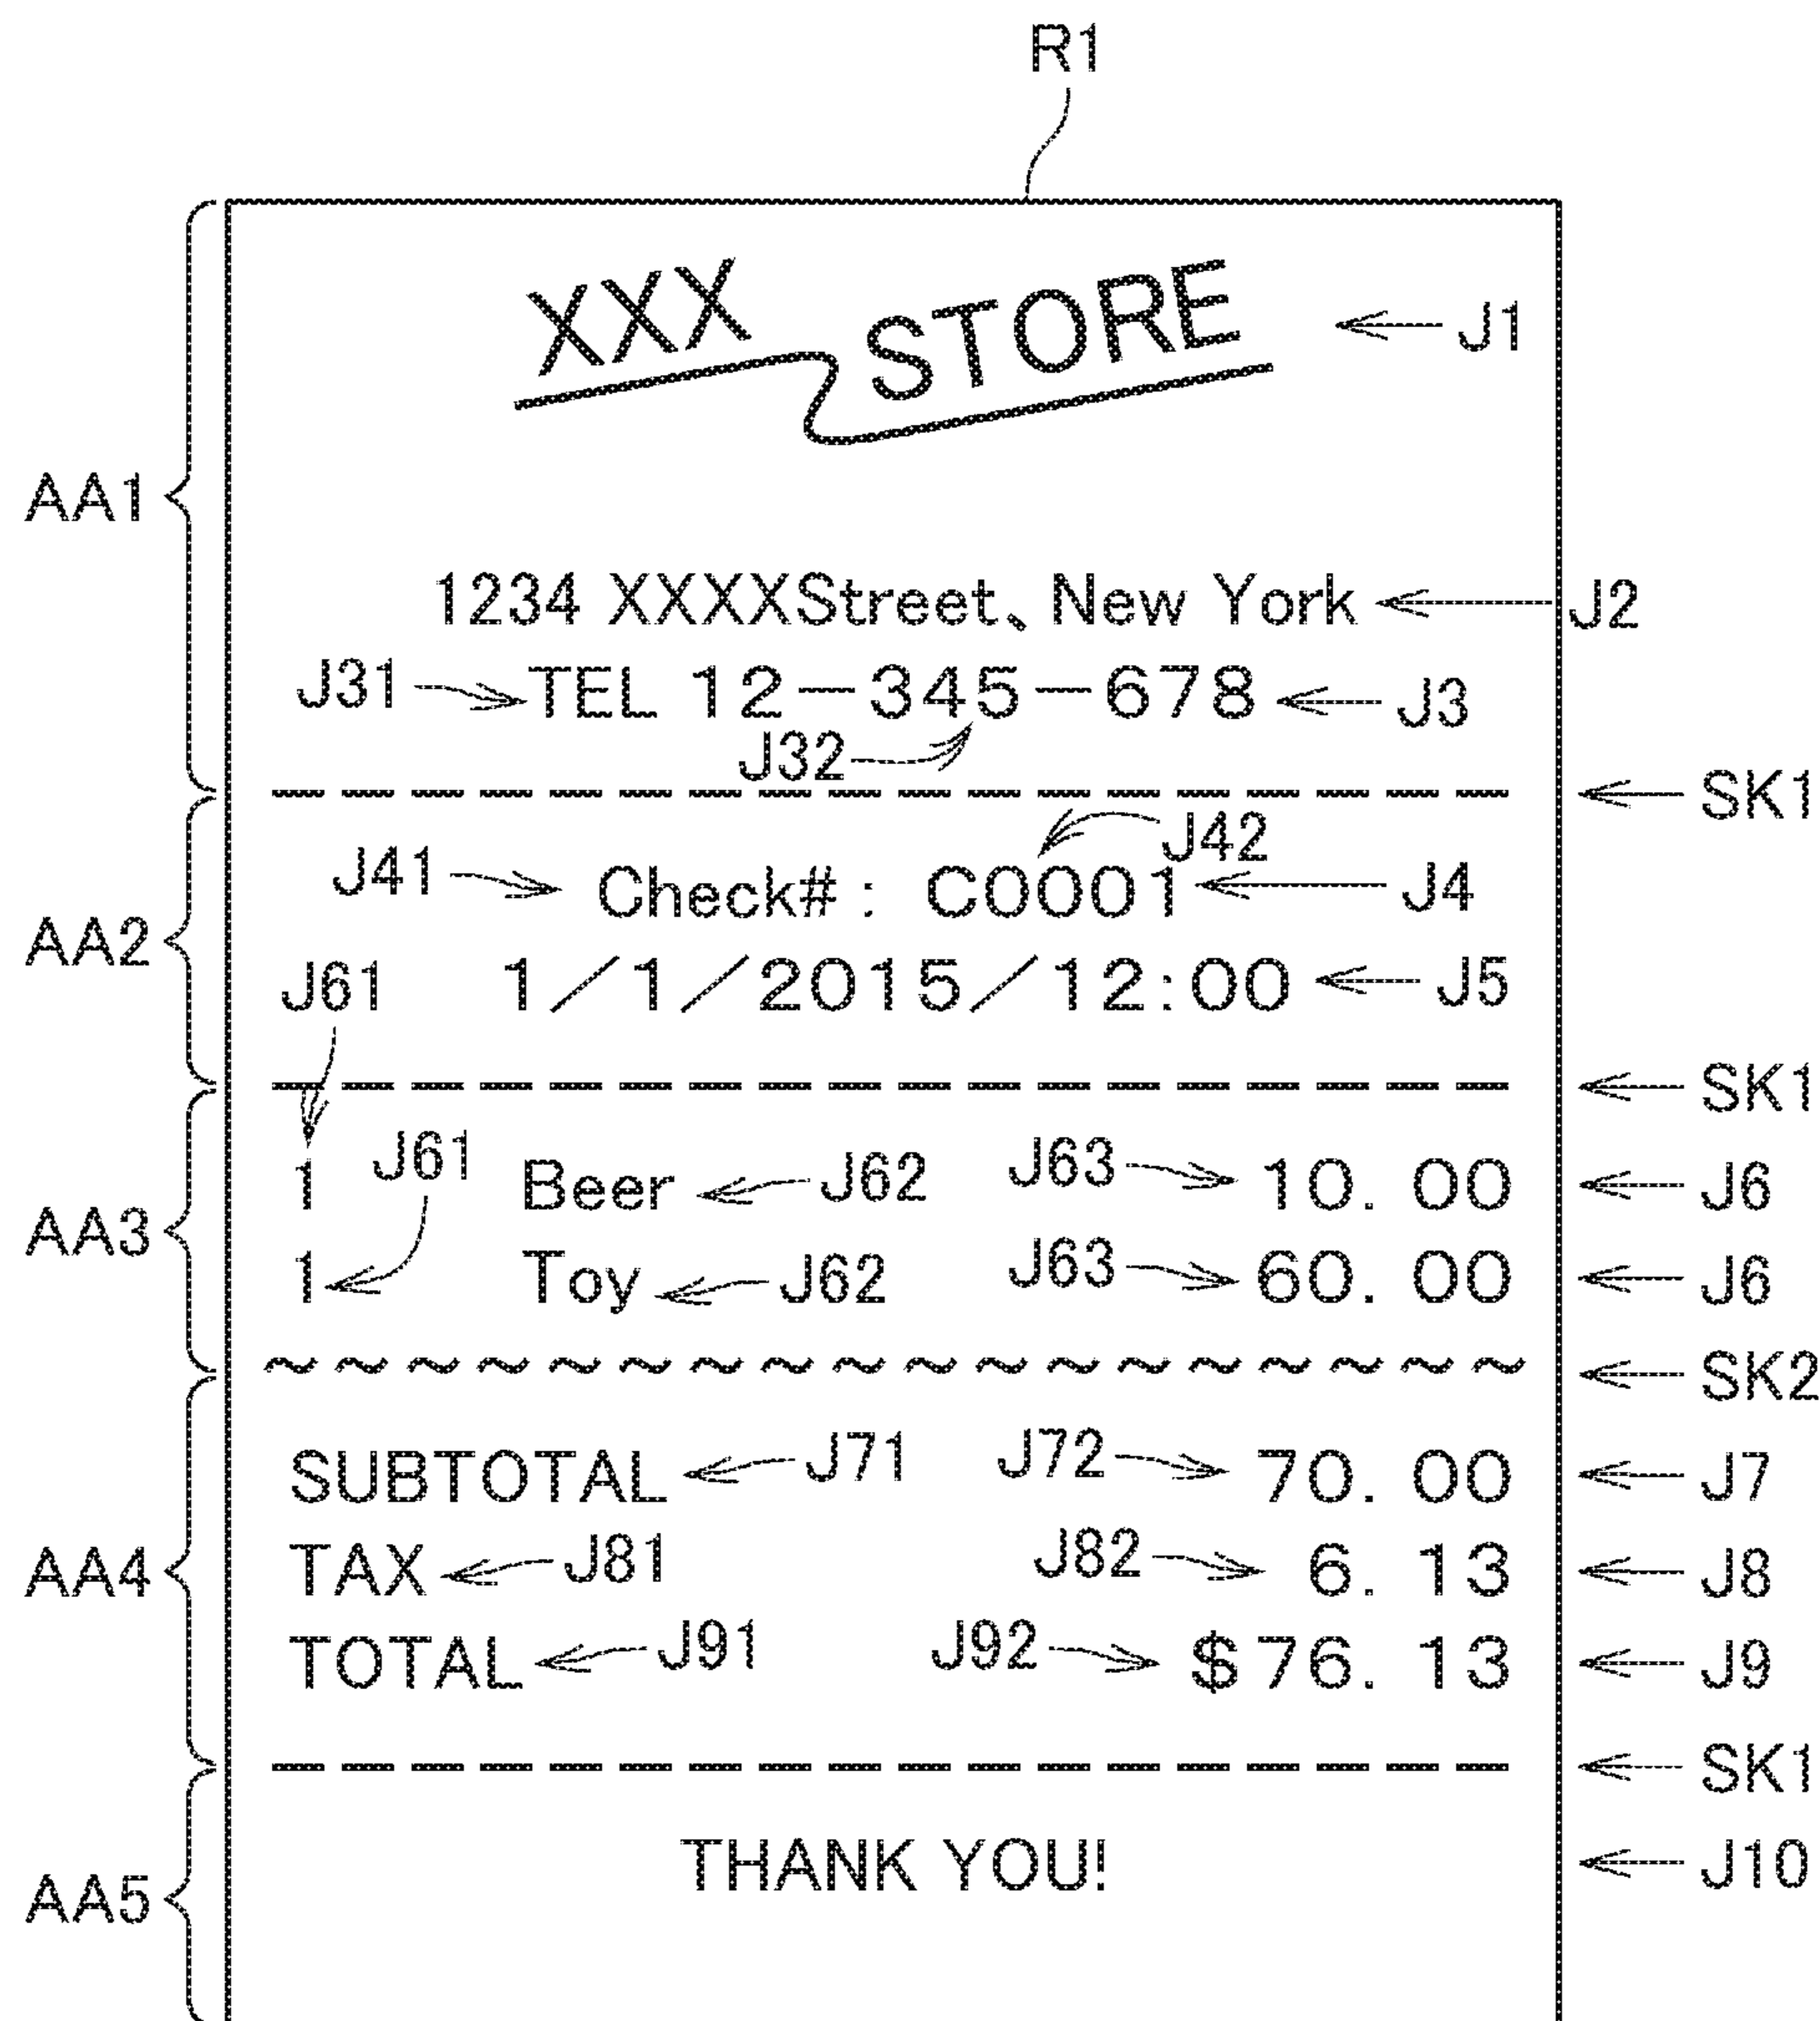 R1
XXX STORE J1
AA1
1234 XXXXStreet、New York J2
J31 TEL 12-345-678 J3
J32
SK1
J42
J41 Check#: C0001 J4
AA2
J61 1/1/2015/12:00 J5
SK1
1 J61 Beer J62 J63 10.00 J6
AA3
1 Toy J62 J63 60.00 J6
~~~~~~~~~~~~~~~~~~ SK2
SUBTOTAL J71 J72 70.00 J7
AA4 TAX J81 J82 6.13 J8
TOTAL J91 J92 $76.13 J9
SK1
THANK YOU! J10
AA5